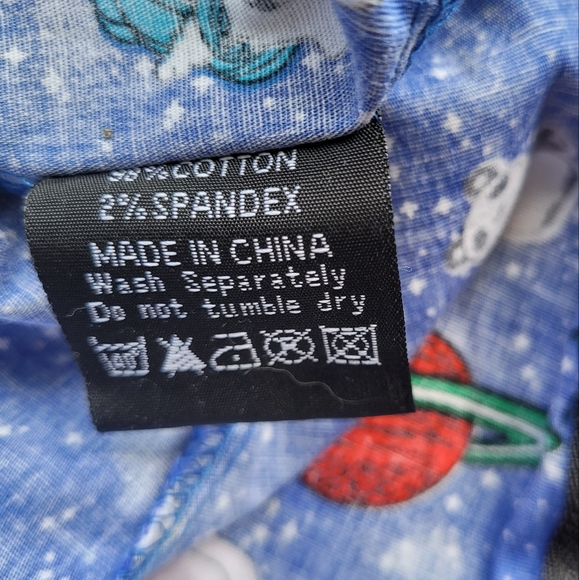 COTTON
2%SPANDEX
MADE IN CHINA
Wash Separately
Do not tumble dry